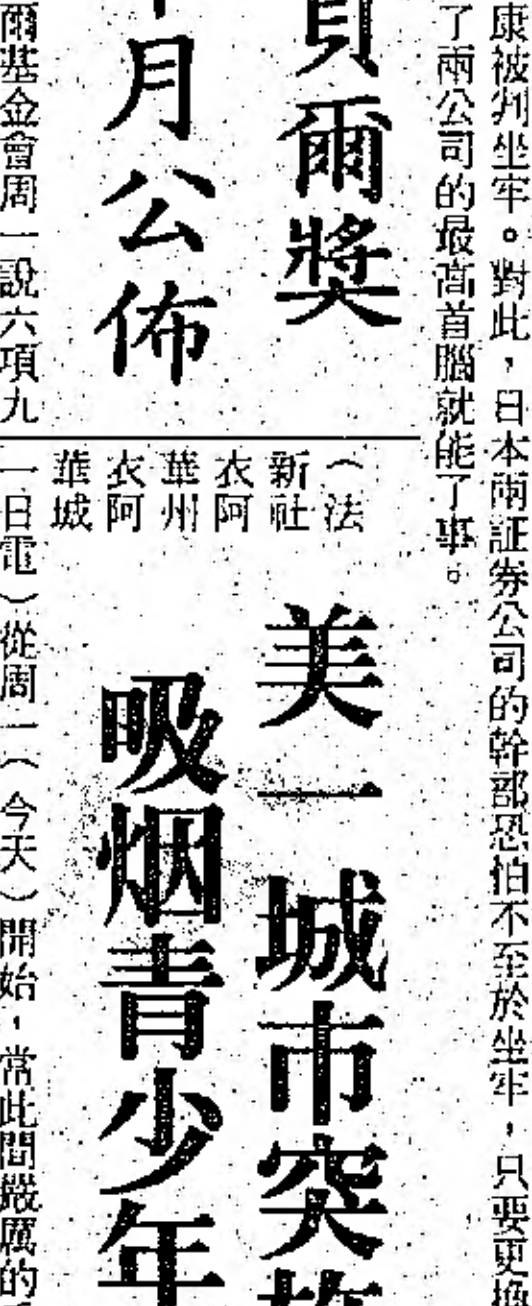 康被判坐牢。對此，日本兩証券公司的幹部恐怕不至於坐牢，只要更換
了兩公司的最高首腦就能了事。
貝爾獎
十月公佈
爾基金會周一說六項九
美一城市突施
吸烟青少年
（法
新社
衣阿
華州
衣阿
華城
一日電）從周一（今天）開始，當此間嚴厲的